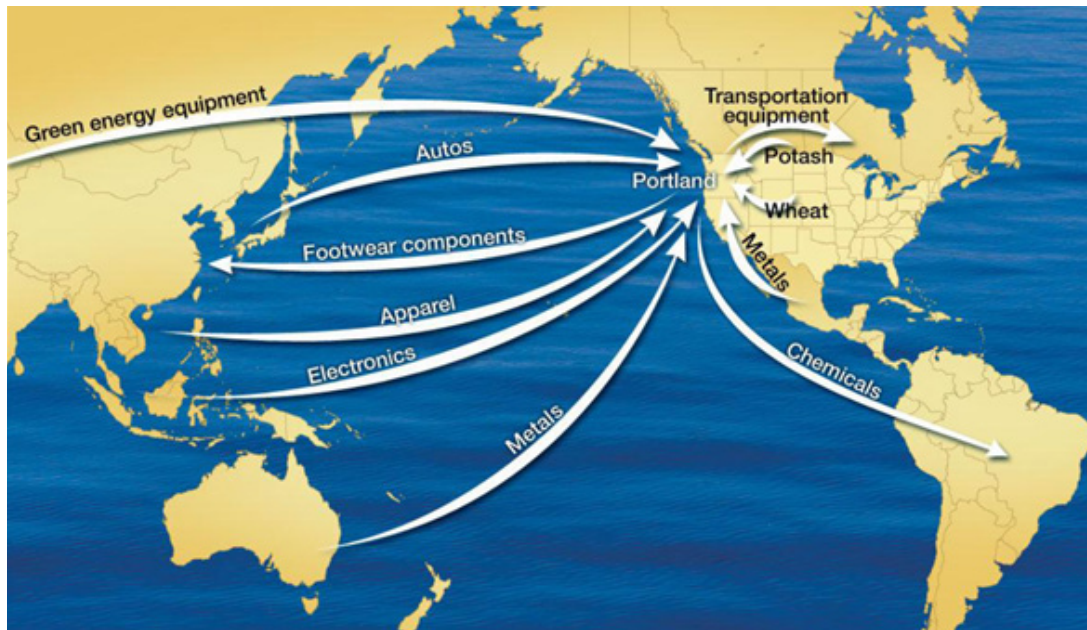 Green energy equipment
Transportation
equipment
Autos
Potash
Portland
Wheat
Footwear components
Metals
Apparel
Electronics
Chemicals
Metals